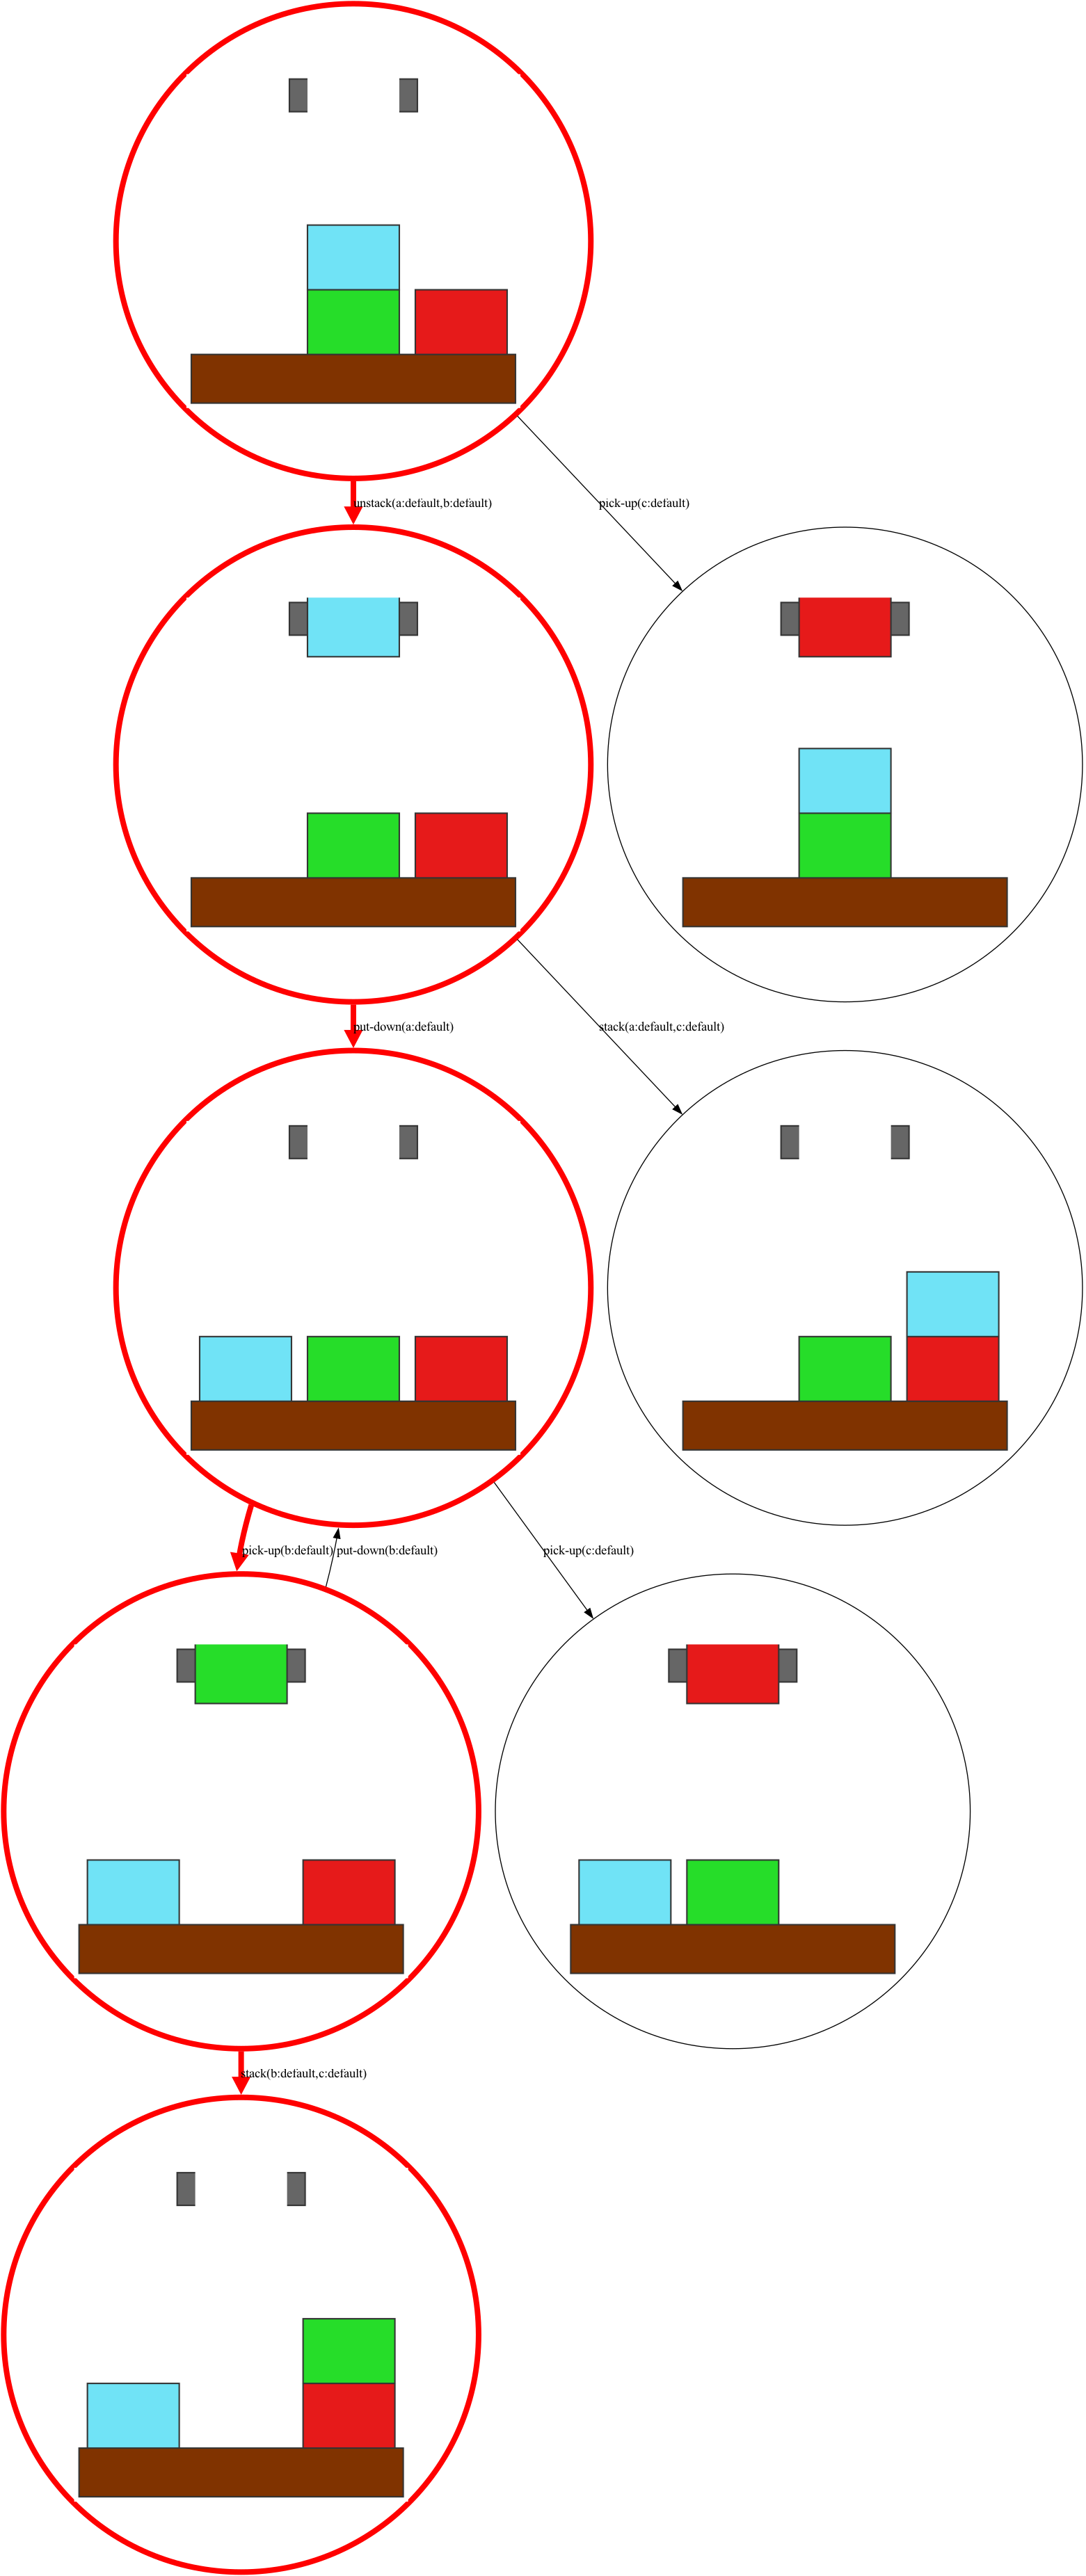 unstack(a:default,b:default)
pick-up(c:default)
put-down(a:default)
stack(a:default,c:default)
pick-up(b:default)
put-down(b:default)
pick-up(c:default)
stack(b:default,c:default)